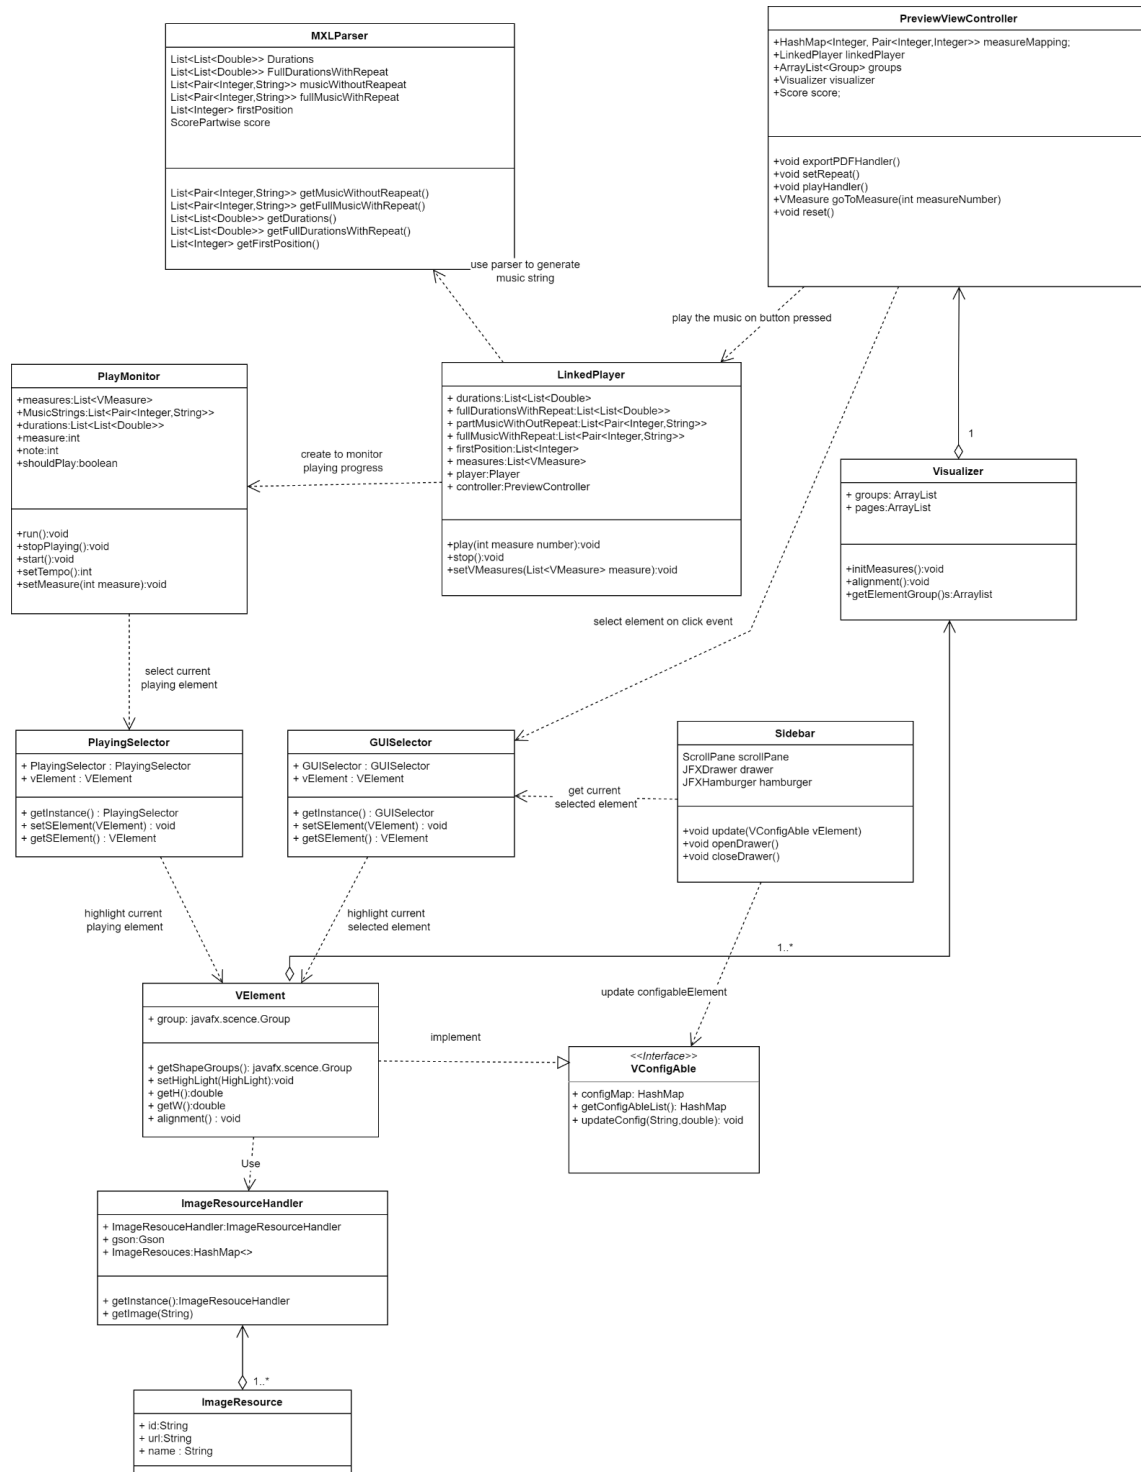 MXLParser
List<List<Double>> Durations
List<List<Double>> FullDurationsWithRepeat
List<Pair<Integer,String>> musicWithoutReapeat
List<Pair<Integer,String>> fullMusicWithRepeat
List<Integer> firstPosition
ScorePartwise score
List<Pair<Integer,String>> getMusicWithoutReapeat()
List<Pair<Integer,String>> getFullMusicWithRepeat()
List<List<Double>> getDurations()
List<List<Double>> getFullDurationsWithRepeat()
List<Integer> getFirstPosition()
PreviewViewController
+HashMap<Integer, Pair<Integer,Integer>> measureMapping;
+LinkedPlayer linkedPlayer
+ArrayList<Group> groups
+Visualizer visualizer
+Score score;
+void exportPDFHandler()
+void setRepeat()
+void playHandler()
+VMeasure goToMeasure(int measureNumber)
+void reset()
use parser to generate
music string
play the music on button pressed
PlayMonitor
+measures:List<VMeasure>
+MusicStrings:List<Pair<Integer,String>>
+durations:List<List<Double>>
+measure:int
+note:int
+shouldPlay:boolean
+run():void
+stopPlaying():void
+start():void
+setTempo():int
+setMeasure(int measure):void
create to monitor
playing progress
LinkedPlayer
+ durations:List<List<Double>
+ fullDurationsWithRepeat:List<List<Double>>
+ partMusicWithOutRepeat:List<Pair<Integer,String>>
+ fullMusicWithRepeat:List<Pair<Integer,String>>
+ firstPosition:List<Integer>
+ measures:List<VMeasure>
+ player:Player
+ controller:PreviewController
+play(int measure number):void
+stop():void
+setVMeasures(List<VMeasure> measure):void
1
Visualizer
+ groups: ArrayList
+ pages:ArrayList
+initMeasures():void
+alignment():void
+getElementGroup()s:Arraylist
select element on click event
select current
playing element
PlayingSelector
+ PlayingSelector : PlayingSelector
+ vElement : VElement
+ getInstance() : PlayingSelector
+ setSElement(VElement) : void
+ getSElement() : VElement
GUISelector
+ GUISelector : GUISelector
+ vElement : VElement
+ getInstance() : GUISelector
+ setSElement(VElement) : void
+ getSElement() : VElement
get current
selected element
Sidebar
ScrollPane scrollPane
JFXDrawer drawer
JFXHamburger hamburger
+void update(VConfigAble vElement)
+void openDrawer()
+void closeDrawer()
highlight current
playing element
highlight current
selected element
1..*
update configableElement
VElement
+ group: javafx.scence.Group
+ getShapeGroups(): javafx.scence.Group
+ setHighLight(HighLight):void
+ getH():double
+ getW():double
+ alignment() : void
implement
<<Interface>>
VConfigAble
+ configMap: HashMap
+ getConfigAbleList(): HashMap
+ updateConfig(String,double): void
Use
ImageResourceHandler
+ ImageResouceHandler:ImageResourceHandler
+ gson:Gson
+ ImageResouces:HashMap<>
+ getInstance():ImageResouceHandler
+ getImage(String)
1..*
ImageResource
+ id:String
+ url:String
+ name : String